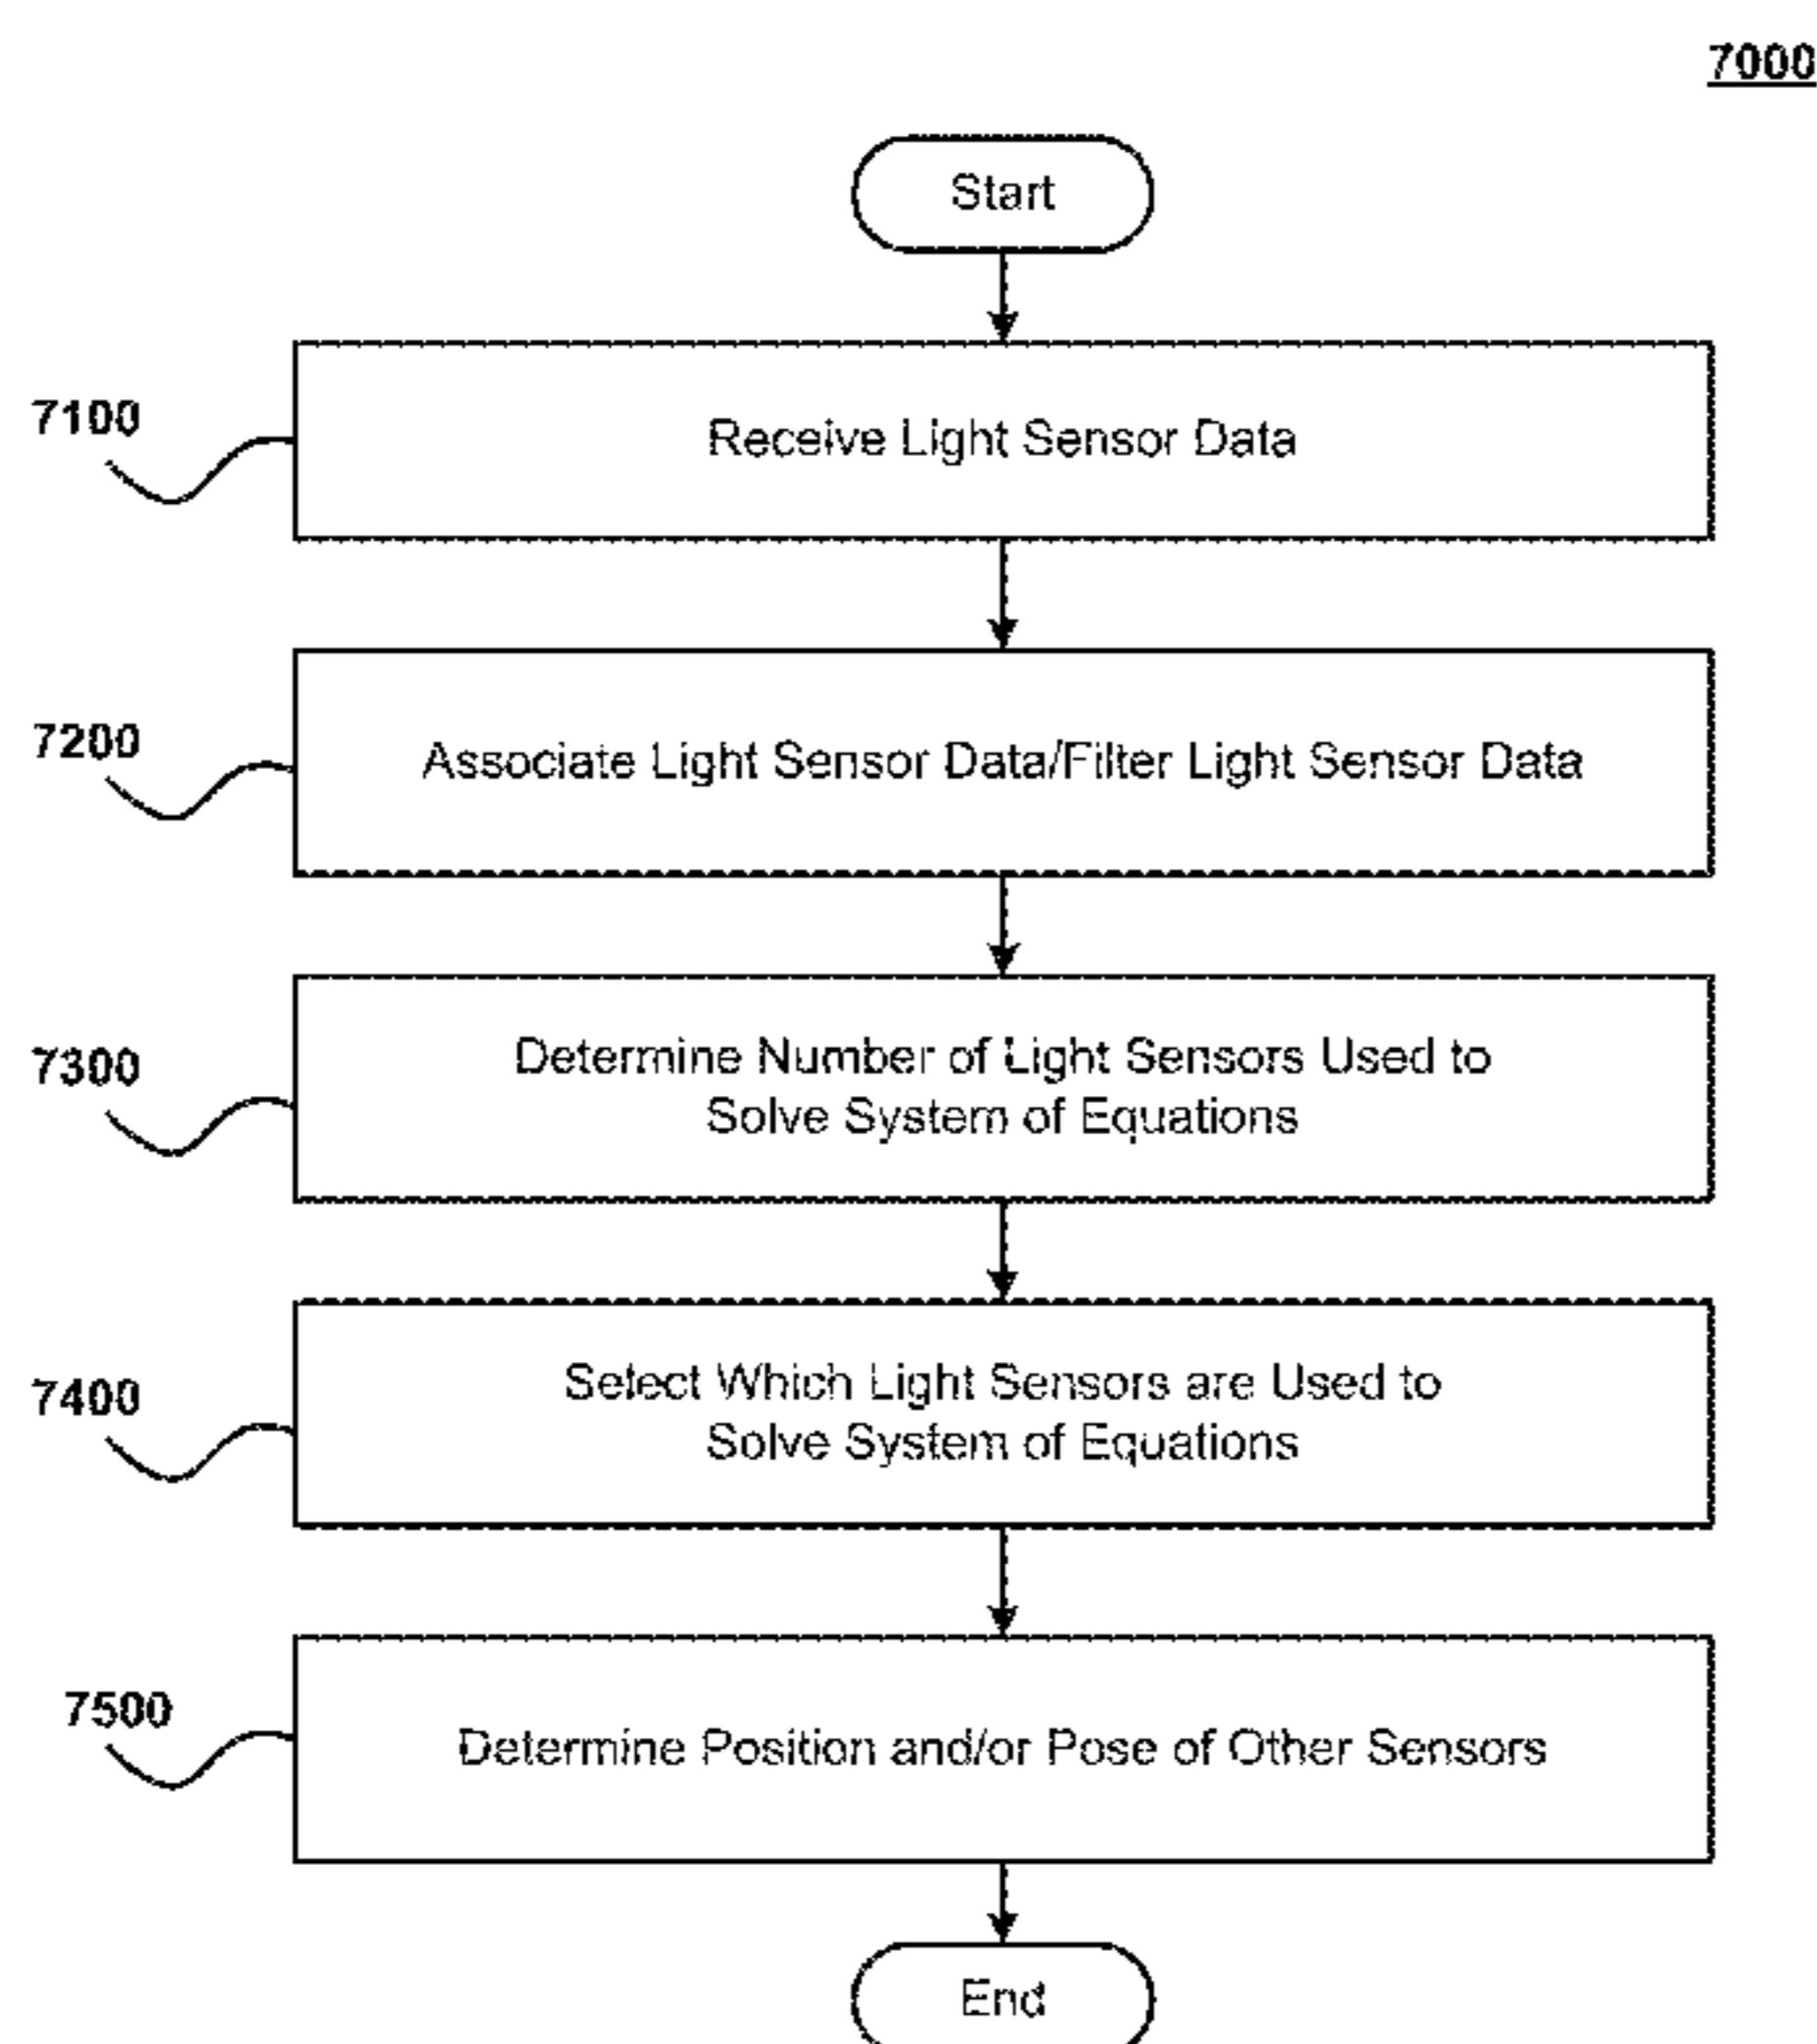 7000
Start
7100
Receive Light Sensor Data
7200
Associate Light Sensor Data/Filter Light Sensor Data
7300
Determine Number of Light Sensors Used to
Solve System of Equations
7400
Select Which Light Sensors are Used to
Solve System of Equations
7500
Determine Position and/or Pose of Other Sensors
End